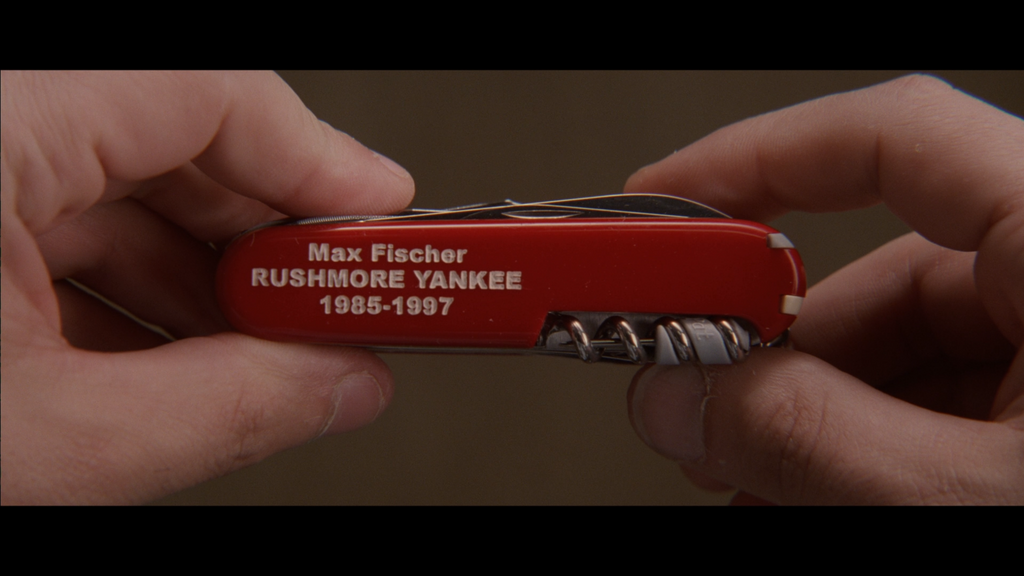 Max Fischer
RUSHMORE YANKEE
1985-1997